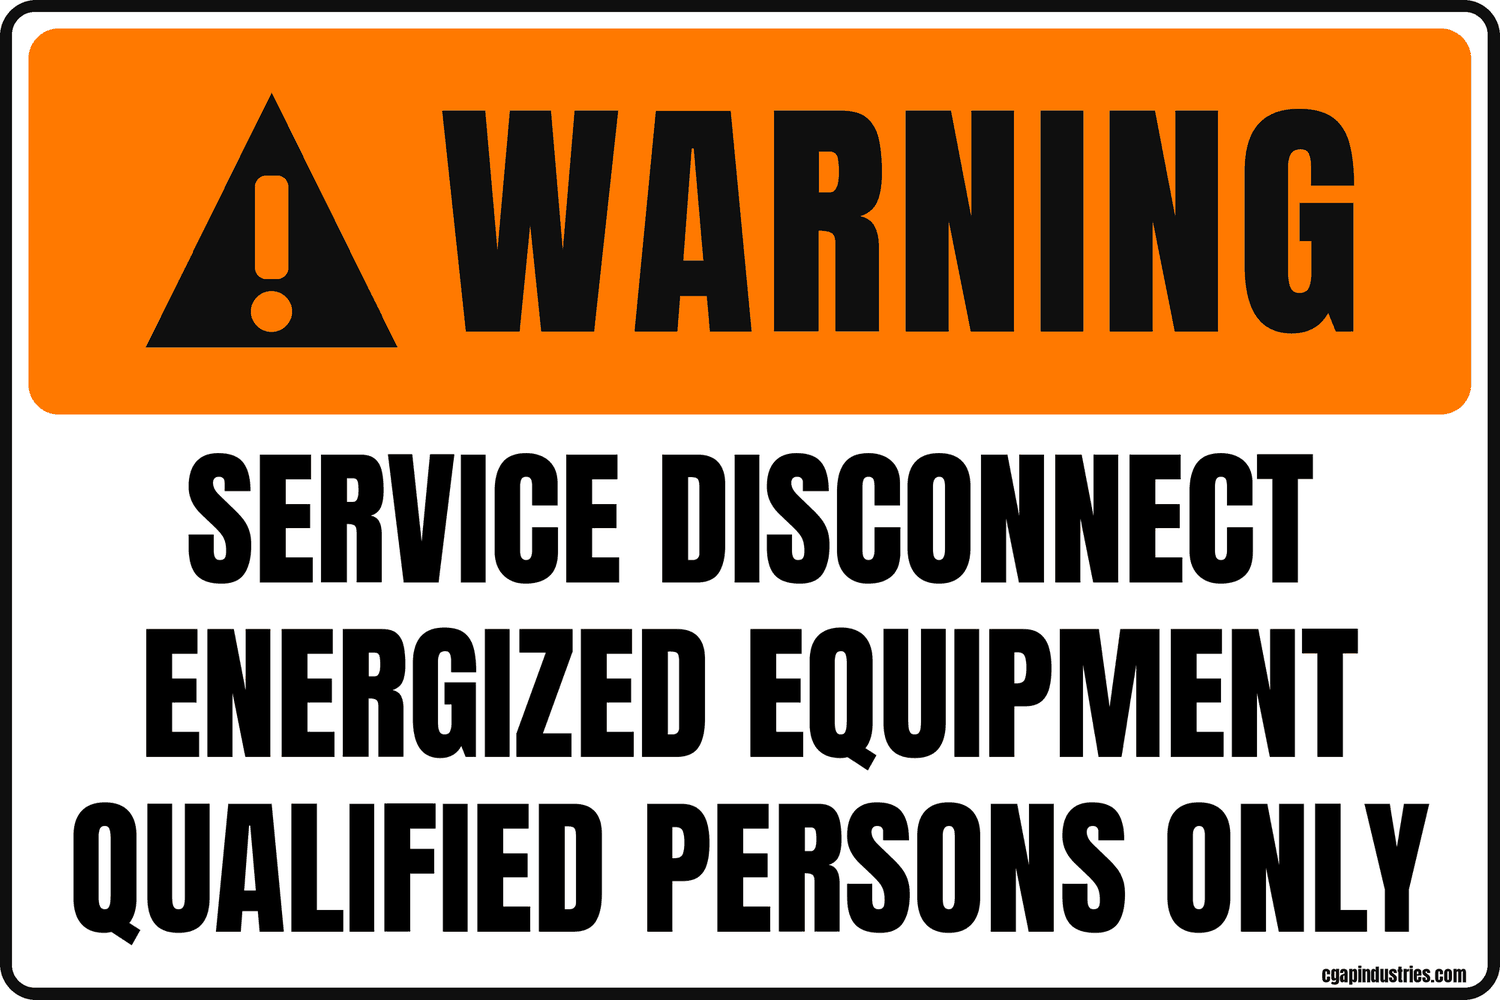 WARNING
SERVICE DISCONNECT
ENERGIZED EQUIPMENT
QUALIFIED PERSONS ONLY
cgapindustries.com